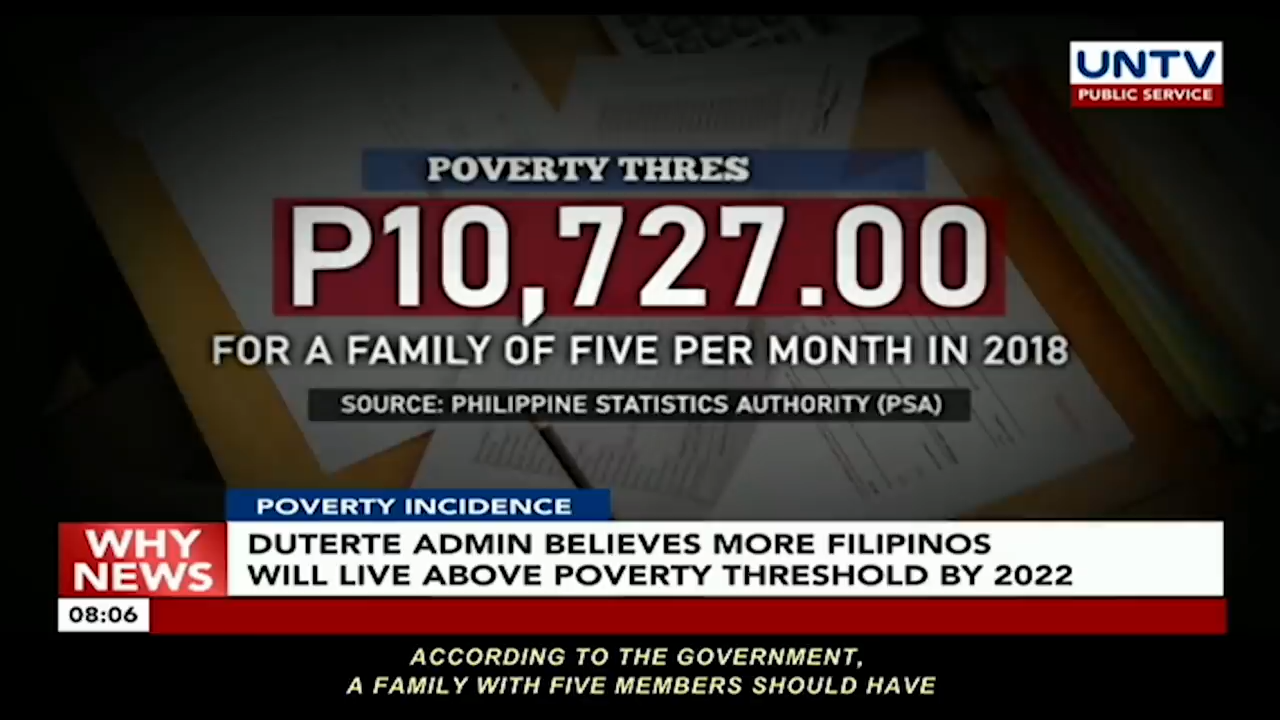 UNTV
PUBLIC SERVICE
POVERTY THRES
P10,727.00
FOR A FAMILY OF FIVE PER MONTH IN 2018
SOURCE: PHILIPPINE STATISTICS AUTHORITY (PSA)
POVERTY INCIDENCE
WHY NEWS
DUTERTE ADMIN BELIEVES MORE FILIPINOS
WILL LIVE ABOVE POVERTY THRESHOLD BY 2022
08:06
ACCORDING TO THE GOVERNMENT,
A FAMILY WITH FIVE MEMBERS SHOULD HAVE